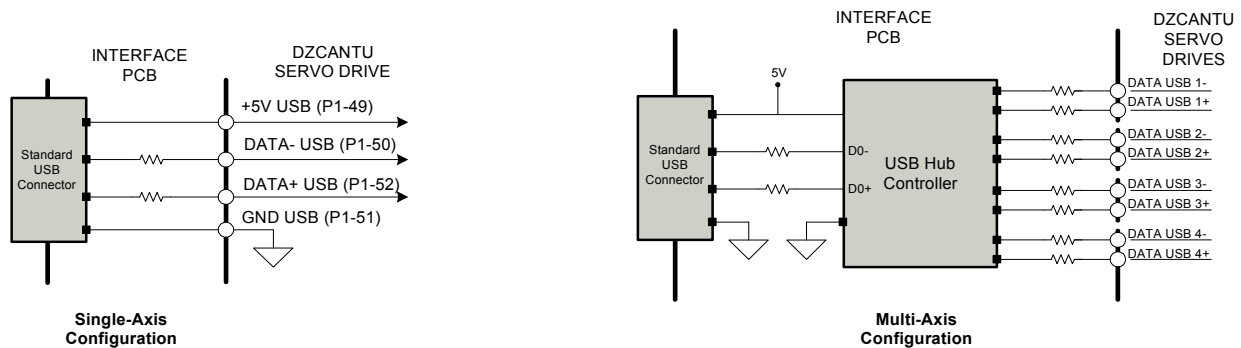 INTERFACE
PCB
DZCANTU
SERVO DRIVE
Standard
USB
Connector
+5V USB (P1-49)
DATA- USB (P1-50)
DATA+ USB (P1-52)
GND USB (P1-51)
Single-Axis
Configuration
INTERFACE
PCB
DZCANTU
SERVO
DRIVES
5V
Standard
USB
Connector
D0-
D0+
USB Hub
Controller
DATA USB 1-
DATA USB 1+
DATA USB 2-
DATA USB 2+
DATA USB 3-
DATA USB 3+
DATA USB 4-
DATA USB 4+
Multi-Axis
Configuration